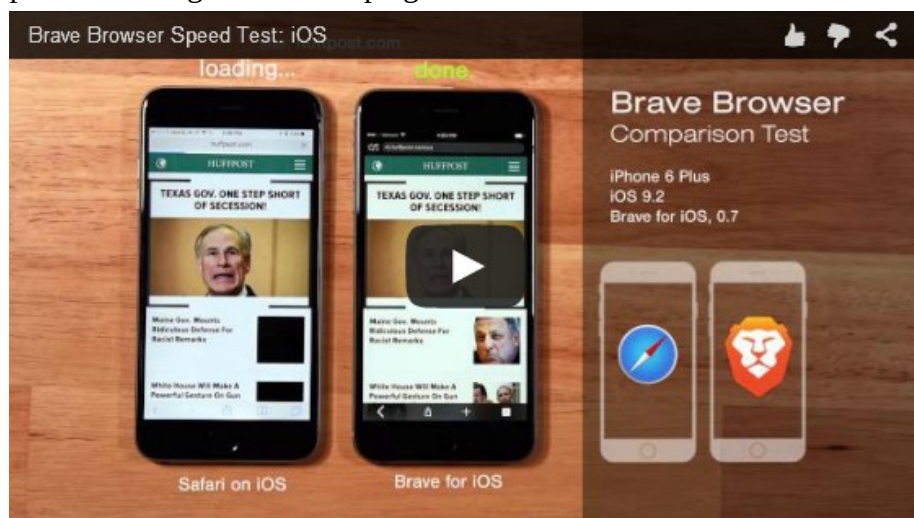 Brave Browser Speed Test: iOS
huffpost.com
loading...
done.
huffpost.com
HUFFPOST
TEXAS GOV. ONE STEP SHORT
OF SECESSION!
Maine Gov. Mounts
Ridiculous Defense For
Racist Remarks
White House Will Make A
Powerful Gesture On Gun
Safari on iOS
HUFFPOST
TEXAS GOV. ONE STEP SHORT
OF SECESSION!
Maine Gov. Mounts
Ridiculous Defense For
Racist Remarks
White House Will Make A
Powerful Gesture On Gun
Brave for iOS
Brave Browser
Comparison Test
iPhone 6 Plus
iOS 9.2
Brave for iOS, 0.7